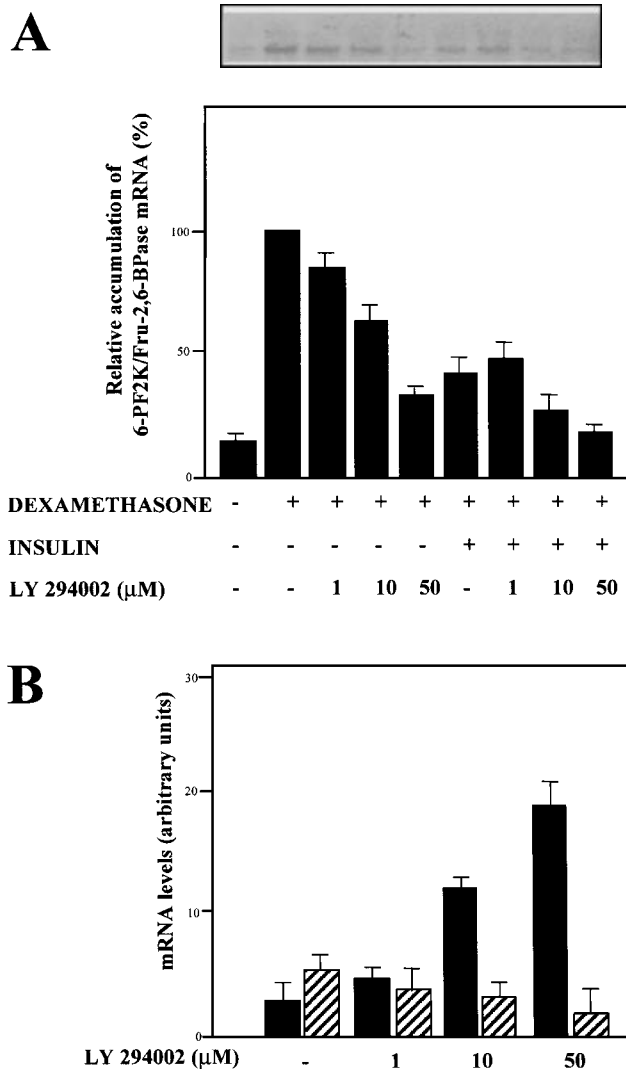 A
Relative accumulation of
6-PF2K/Fru-2,6-BPase mRNA (%)
100
50
0
DEXAMETHASONE - + + + + + + + +
INSULIN - - - - - + + + +
LY 294002 (μM) - - 1 10 50 - 1 10 50
B
mRNA levels (arbitrary units)
30
20
10
0
LY 294002 (μM) - 1 10 50